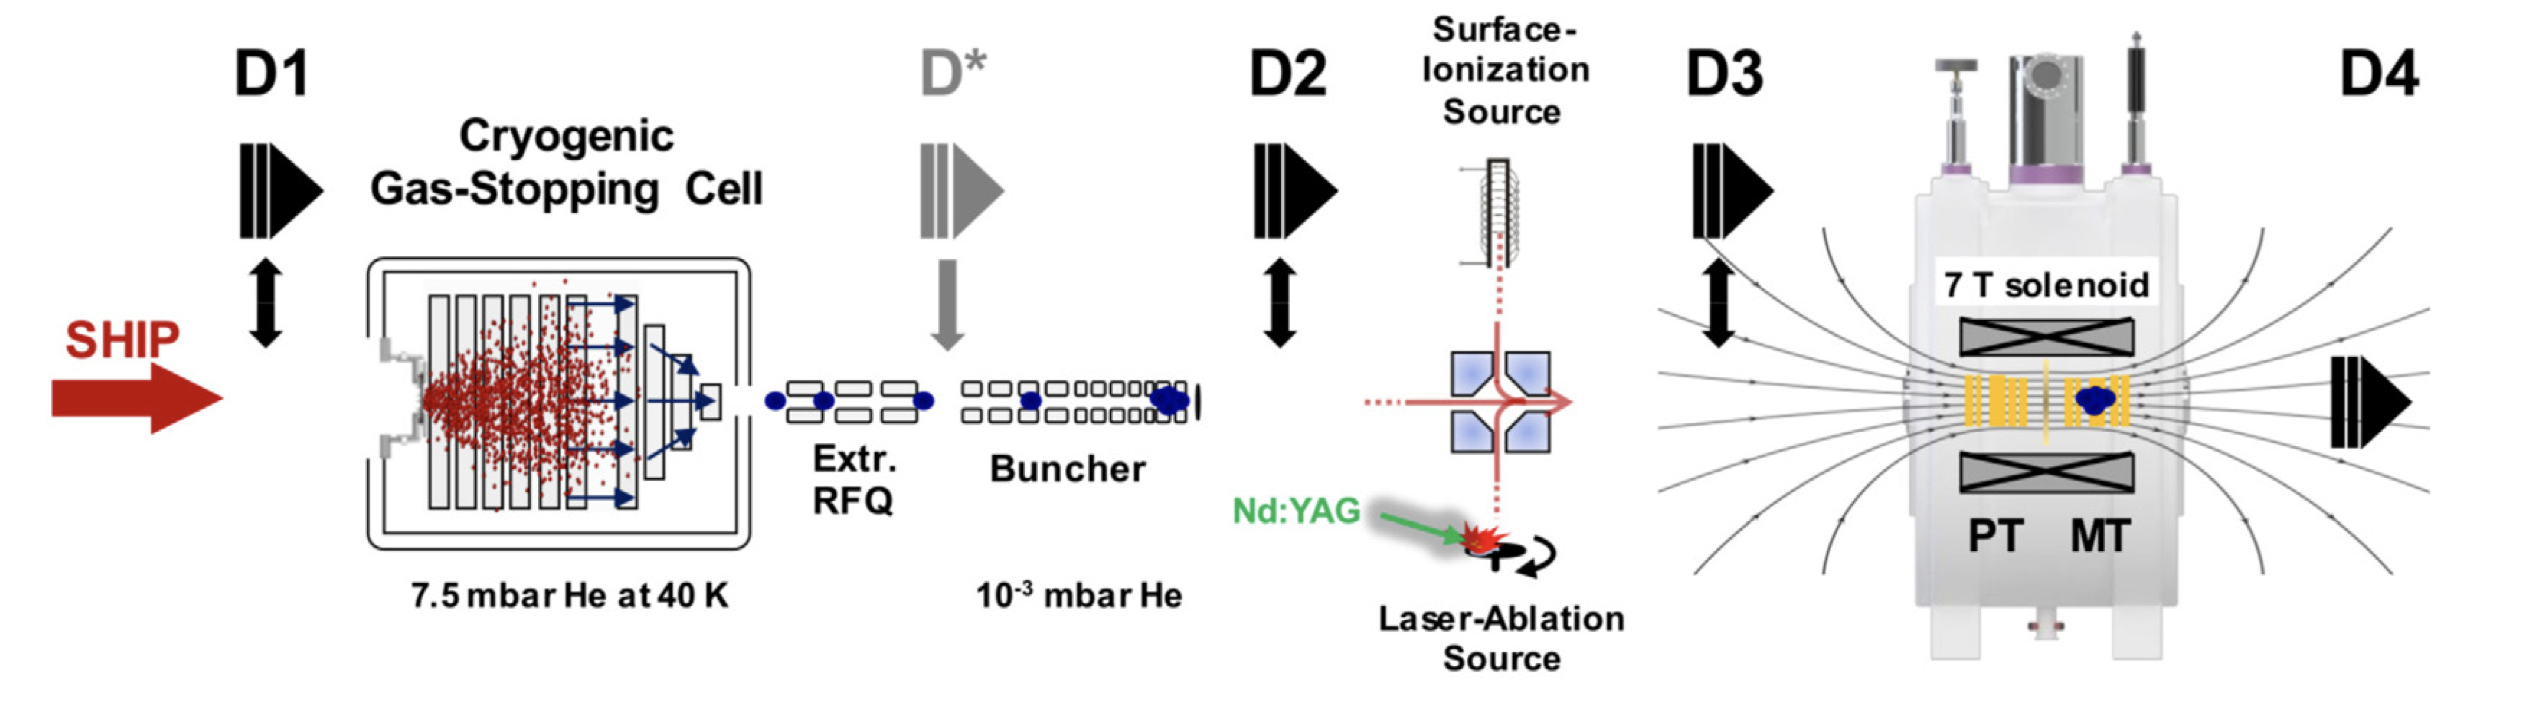 D1
D*
D2
Surface-
Ionization
Source
D3
D4
Cryogenic
Gas-Stopping Cell
SHIP
7 T solenoid
Extr.
RFQ
Buncher
Nd:YAG
PT MT
7.5 mbar He at 40 K
10-3 mbar He
Laser-Ablation
Source